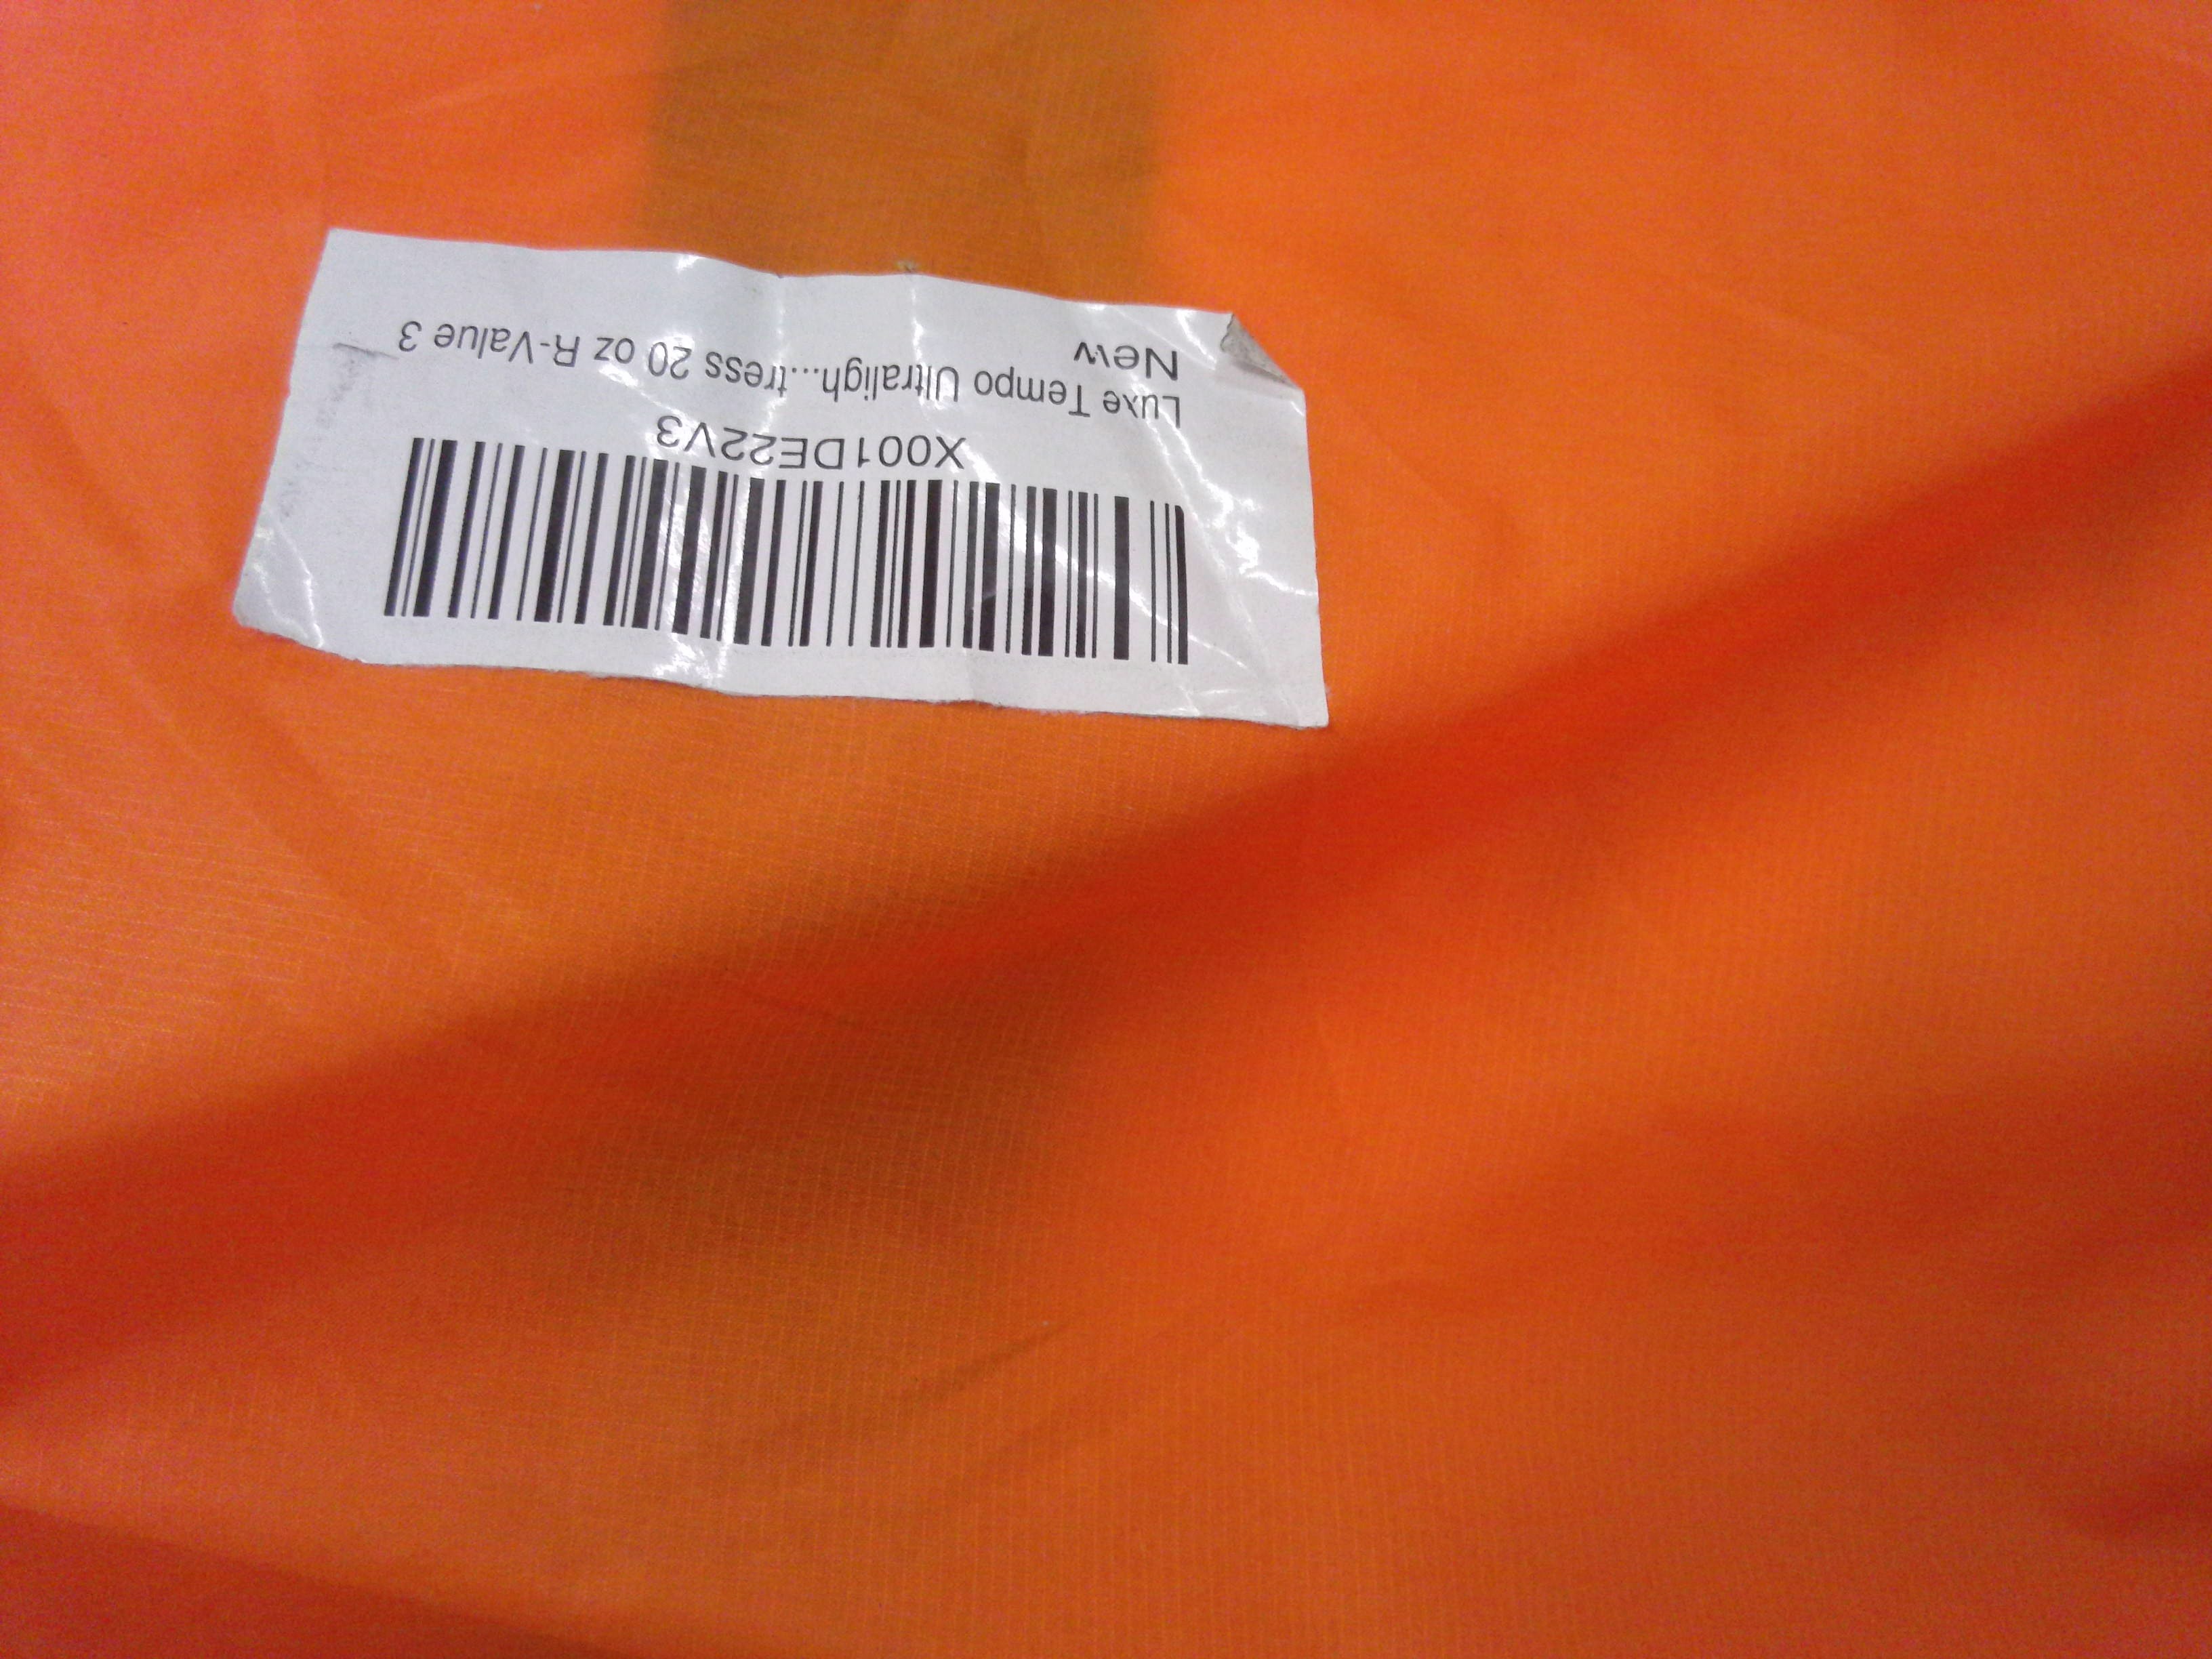 X001DE22V3
Luxe Tempo Ultraligh...tress 20 oz R-Value 3
New